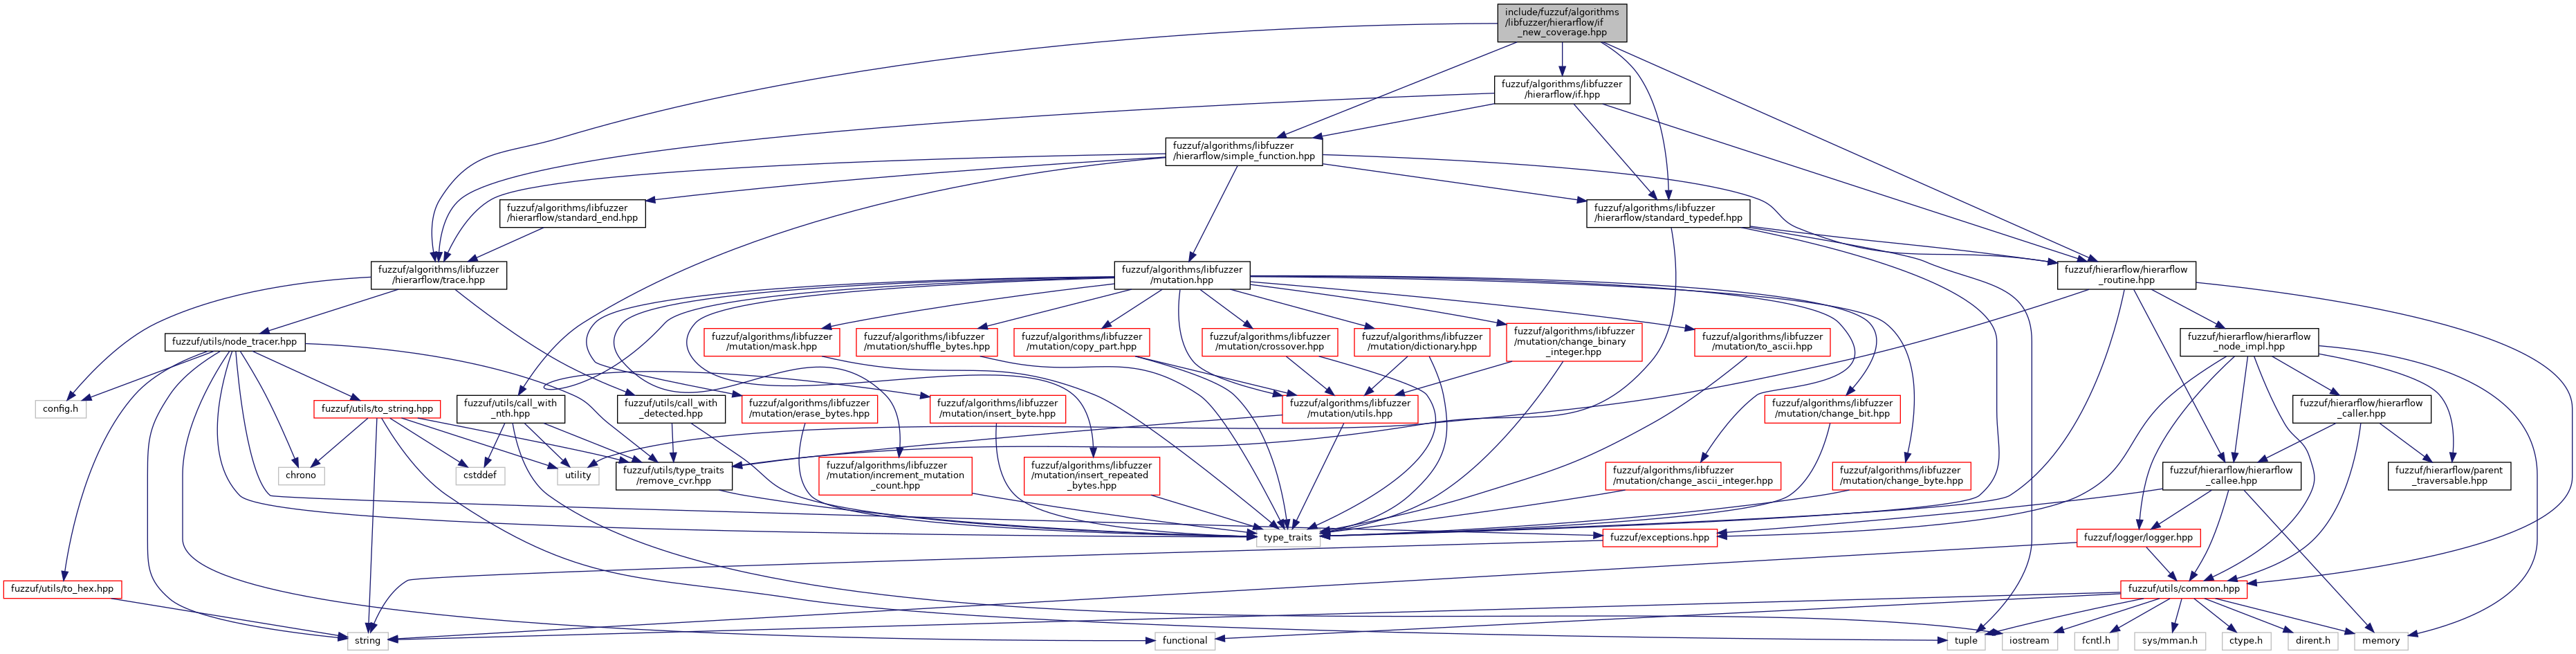 include/fuzzuf/algorithms
/libfuzzer/hierarflow/if
_new_coverage.hpp
fuzzuf/algorithms/libfuzzer
/hierarflow/if.hpp
fuzzuf/algorithms/libfuzzer
/hierarflow/simple_function.hpp
fuzzuf/algorithms/libfuzzer
/hierarflow/standard_end.hpp
fuzzuf/algorithms/libfuzzer
/hierarflow/standard_typedef.hpp
fuzzuf/algorithms/libfuzzer
/hierarflow/trace.hpp
fuzzuf/algorithms/libfuzzer
/mutation.hpp
fuzzuf/hierarflow/hierarflow
_routine.hpp
fuzzuf/utils/node_tracer.hpp
fuzzuf/algorithms/libfuzzer
/mutation/mask.hpp
fuzzuf/algorithms/libfuzzer
/mutation/shuffle_bytes.hpp
fuzzuf/algorithms/libfuzzer
/mutation/copy_part.hpp
fuzzuf/algorithms/libfuzzer
/mutation/crossover.hpp
fuzzuf/algorithms/libfuzzer
/mutation/dictionary.hpp
fuzzuf/algorithms/libfuzzer
/mutation/change_binary
_integer.hpp
fuzzuf/algorithms/libfuzzer
/mutation/to_ascii.hpp
fuzzuf/hierarflow/hierarflow
_node_impl.hpp
config.h
fuzzuf/utils/to_string.hpp
fuzzuf/utils/call_with
_nth.hpp
fuzzuf/utils/call_with
_detected.hpp
fuzzuf/algorithms/libfuzzer
/mutation/erase_bytes.hpp
fuzzuf/algorithms/libfuzzer
/mutation/insert_byte.hpp
fuzzuf/algorithms/libfuzzer
/mutation/utils.hpp
fuzzuf/algorithms/libfuzzer
/mutation/change_bit.hpp
fuzzuf/hierarflow/hierarflow
_caller.hpp
chrono
cstddef
utility
fuzzuf/utils/type_traits
/remove_cvr.hpp
fuzzuf/algorithms/libfuzzer
/mutation/increment_mutation
_count.hpp
fuzzuf/algorithms/libfuzzer
/mutation/insert_repeated
_bytes.hpp
fuzzuf/algorithms/libfuzzer
/mutation/change_ascii_integer.hpp
fuzzuf/algorithms/libfuzzer
/mutation/change_byte.hpp
fuzzuf/hierarflow/hierarflow
_callee.hpp
fuzzuf/hierarflow/parent
_traversable.hpp
type_traits
fuzzuf/exceptions.hpp
fuzzuf/logger/logger.hpp
fuzzuf/utils/to_hex.hpp
fuzzuf/utils/common.hpp
string
functional
tuple
iostream
fcntl.h
sys/mman.h
ctype.h
dirent.h
memory